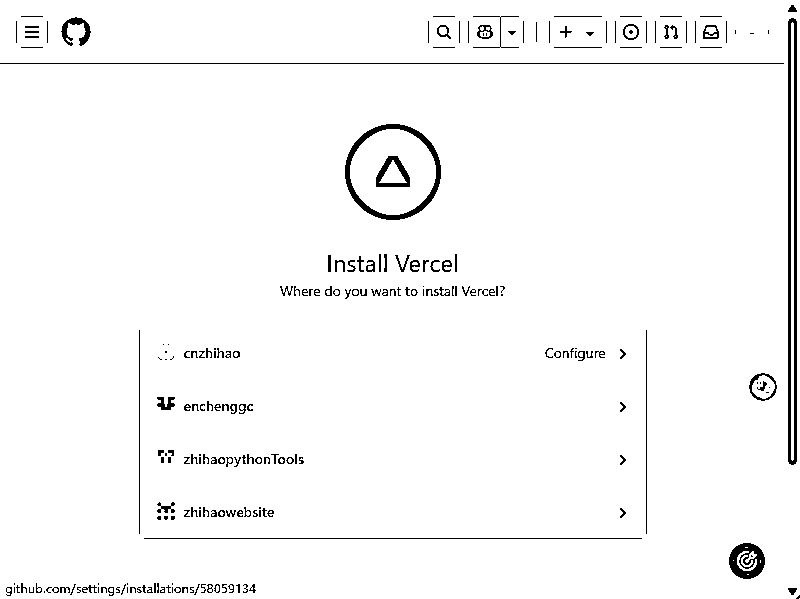 Install Vercel
Where do you want to install Vercel?
cnzhihao Configure
enchenggc
zhihaopythonTools
zhihaowebsite
github.com/settings/installations/58059134